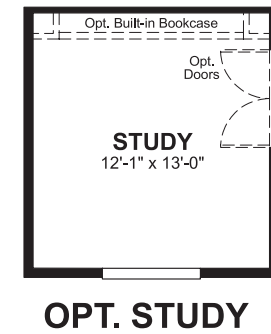 Opt. Built-in Bookcase
Opt.
Doors
STUDY
12'-1" x 13'-0"
OPT. STUDY